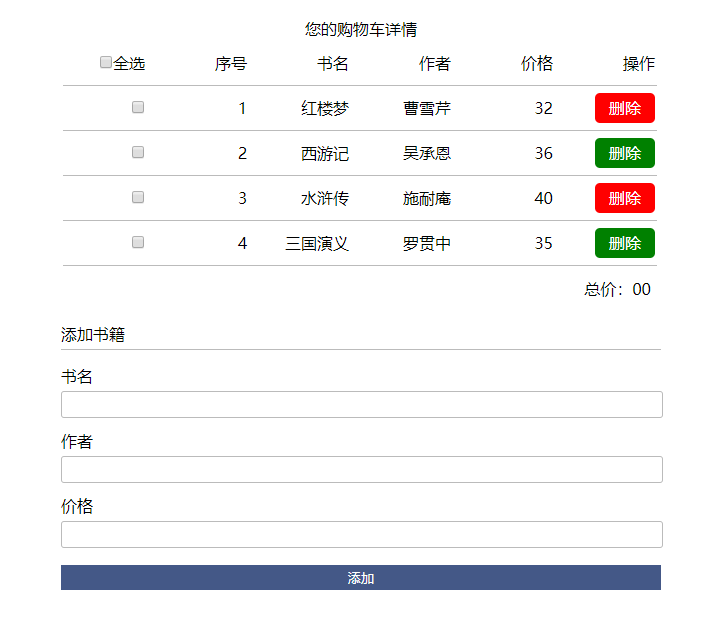 您的购物车详情
全选 序号 书名 作者 价格 操作
1 红楼梦 曹雪芹 32 删除
2 西游记 吴承恩 36 删除
3 水浒传 施耐庵 40 删除
4 三国演义 罗贯中 35 删除
总价：00
添加书籍
书名
作者
价格
添加